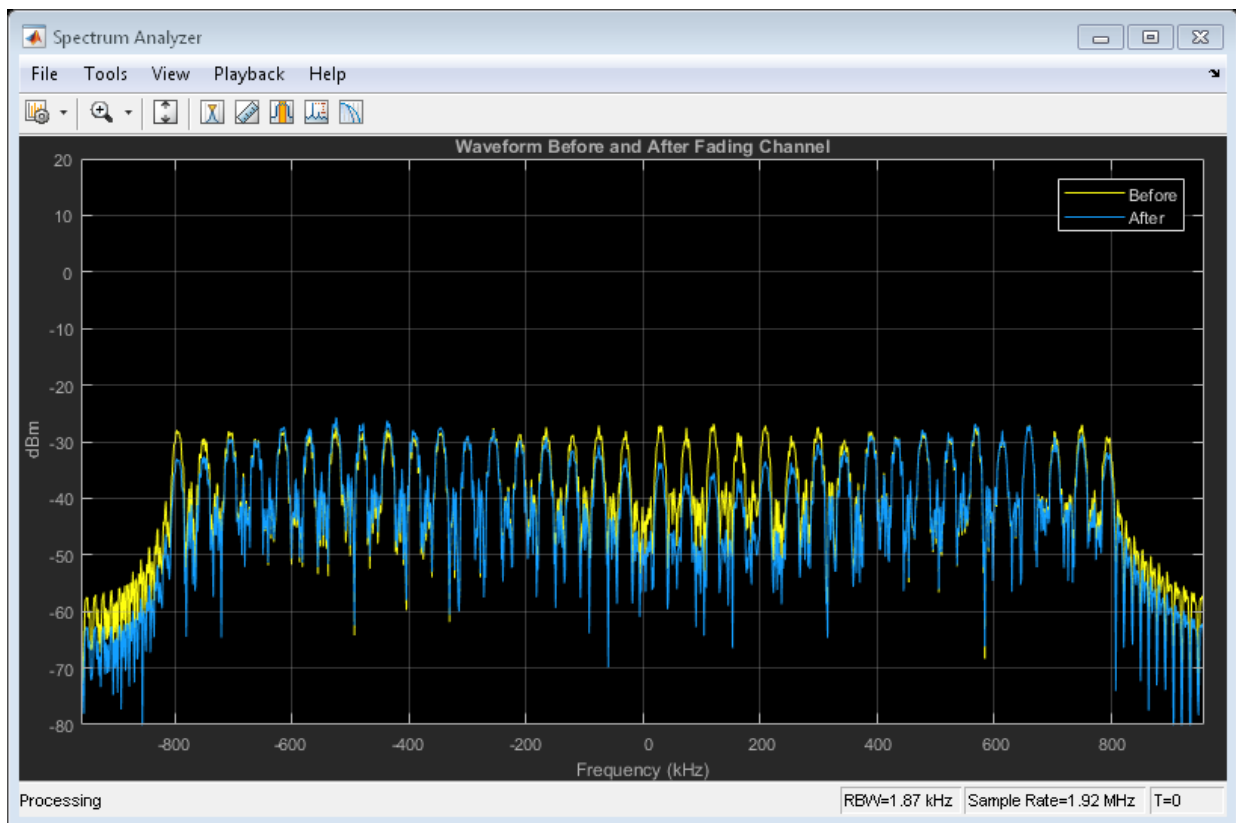 Spectrum Analyzer
File Tools View Playback Help
Waveform Before and After Fading Channel
20
10
0
-10
-20
-30
-40
-50
-60
-70
-80
dBm
Before
After
-800 -600 -400 -200 0 200 400 600 800
Frequency (kHz)
Processing RBW=1.87 kHz Sample Rate=1.92 MHz T=0